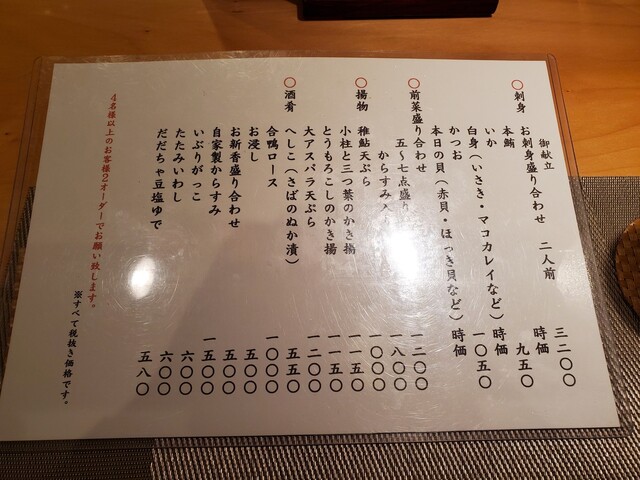 御献立
○刺身
お刺身盛り合わせ 二人前 三二〇〇
本鮪 時価
いか 九五〇
白身(いさき・マコカレイなど) 時価
かつお 一〇五〇
本日の貝(赤貝・ほっき貝など) 時価
○前菜盛り合わせ
五〜七点盛り 一二〇〇
からすみ入 一八〇〇
○揚物
稚鮎天ぷら 一〇〇〇
小柱と三つ葉のかき揚 一一五〇
とうもろこしのかき揚 一一五〇
大アスパラ天ぷら 一二〇〇
○酒肴
へしこ(さばのぬか漬) 五五〇
合鴨ロース 一〇〇〇
お浸し 五五〇
お新香盛り合わせ 五五〇
自家製からすみ 一五〇〇
いぶりがっこ 六〇〇
たたみいわし 六〇〇
だだちゃ豆塩ゆで 五八〇
4名様以上のお客様2オーダーでお願い致します。
※すべて税抜き価格です。